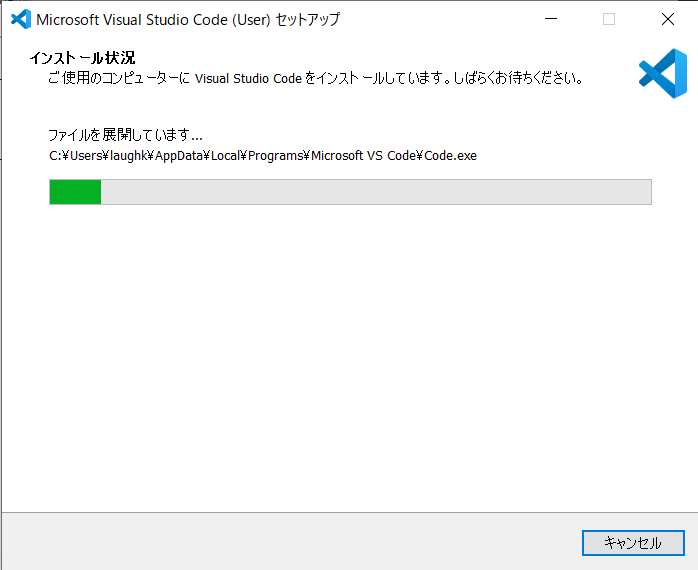 Microsoft Visual Studio Code (User) セットアップ
インストール状況
ご使用のコンピューターに Visual Studio Code をインストールしています。しばらくお待ちください。
ファイルを展開しています...
C:¥Users¥laughk¥AppData¥Local¥Programs¥Microsoft VS Code¥Code.exe
キャンセル